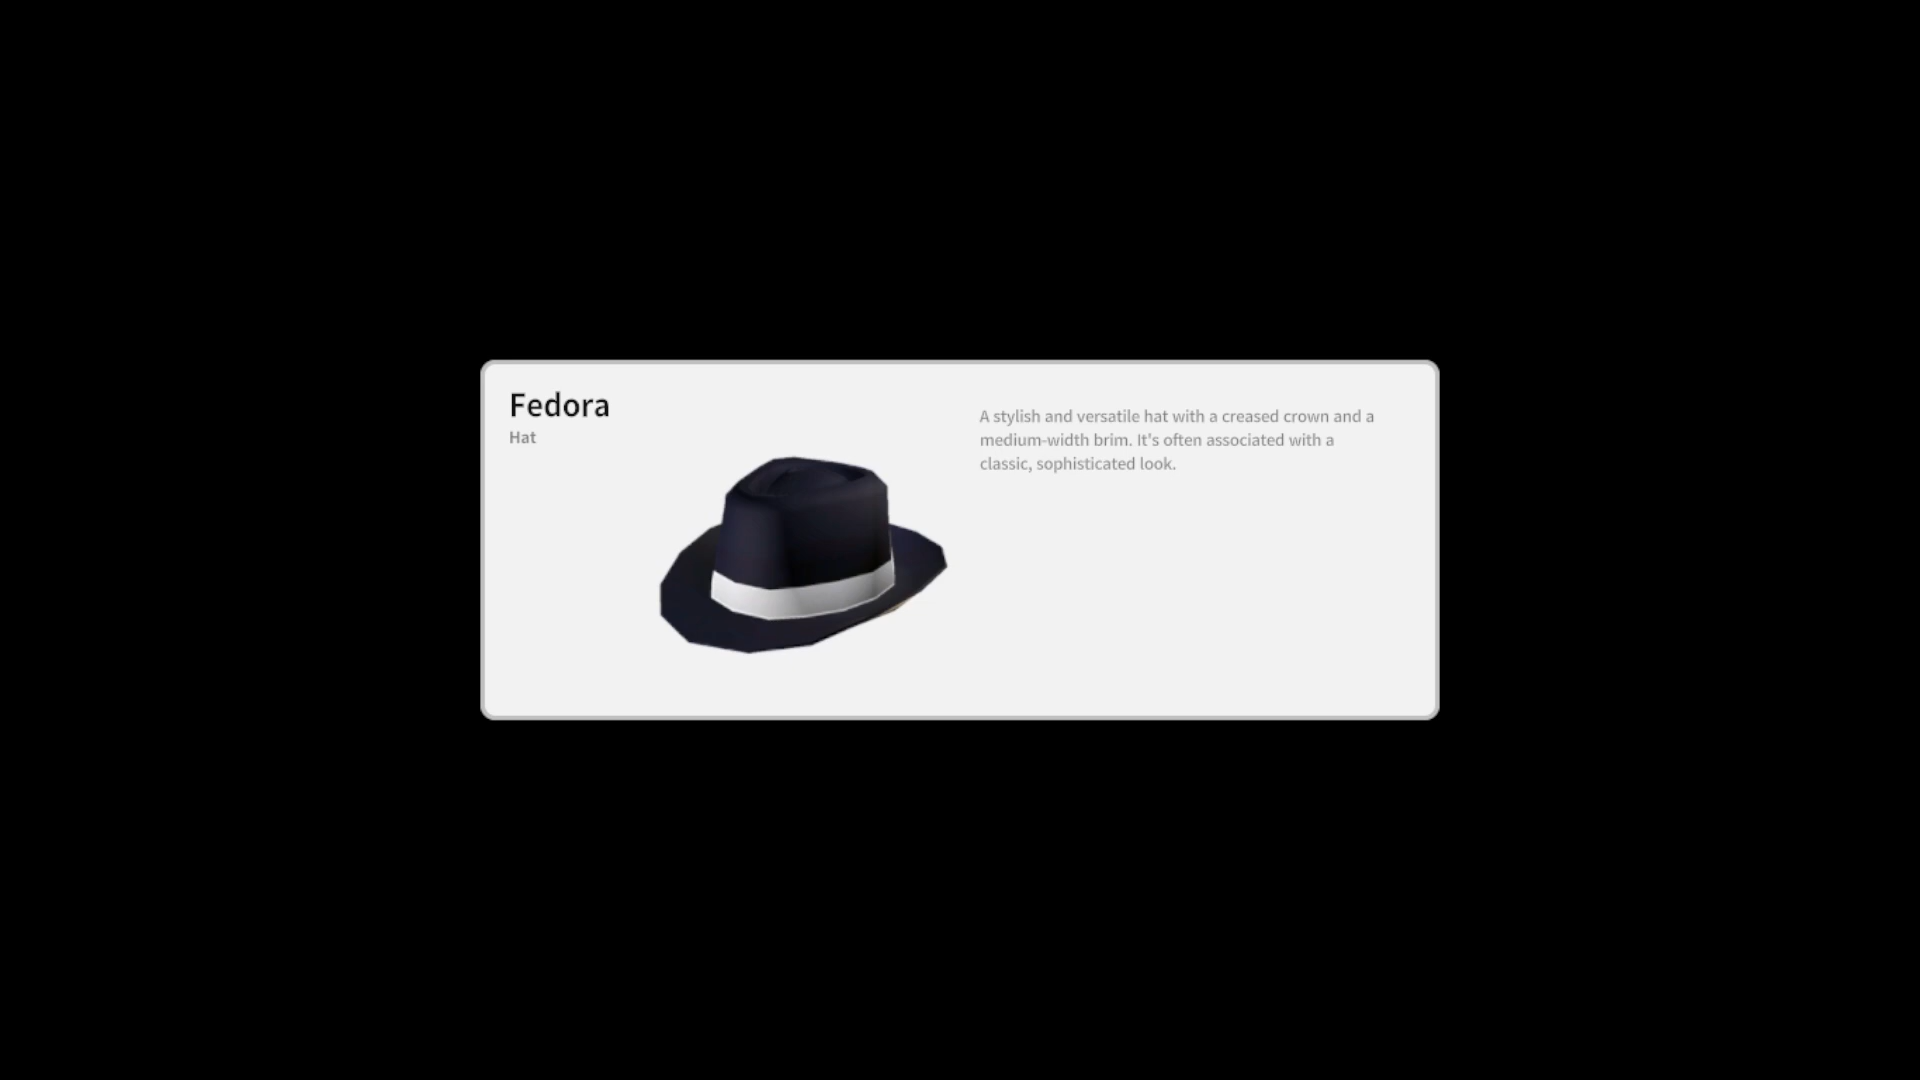 Fedora
Hat
A stylish and versatile hat with a creased crown and a
medium-width brim. It's often associated with a
classic, sophisticated look.